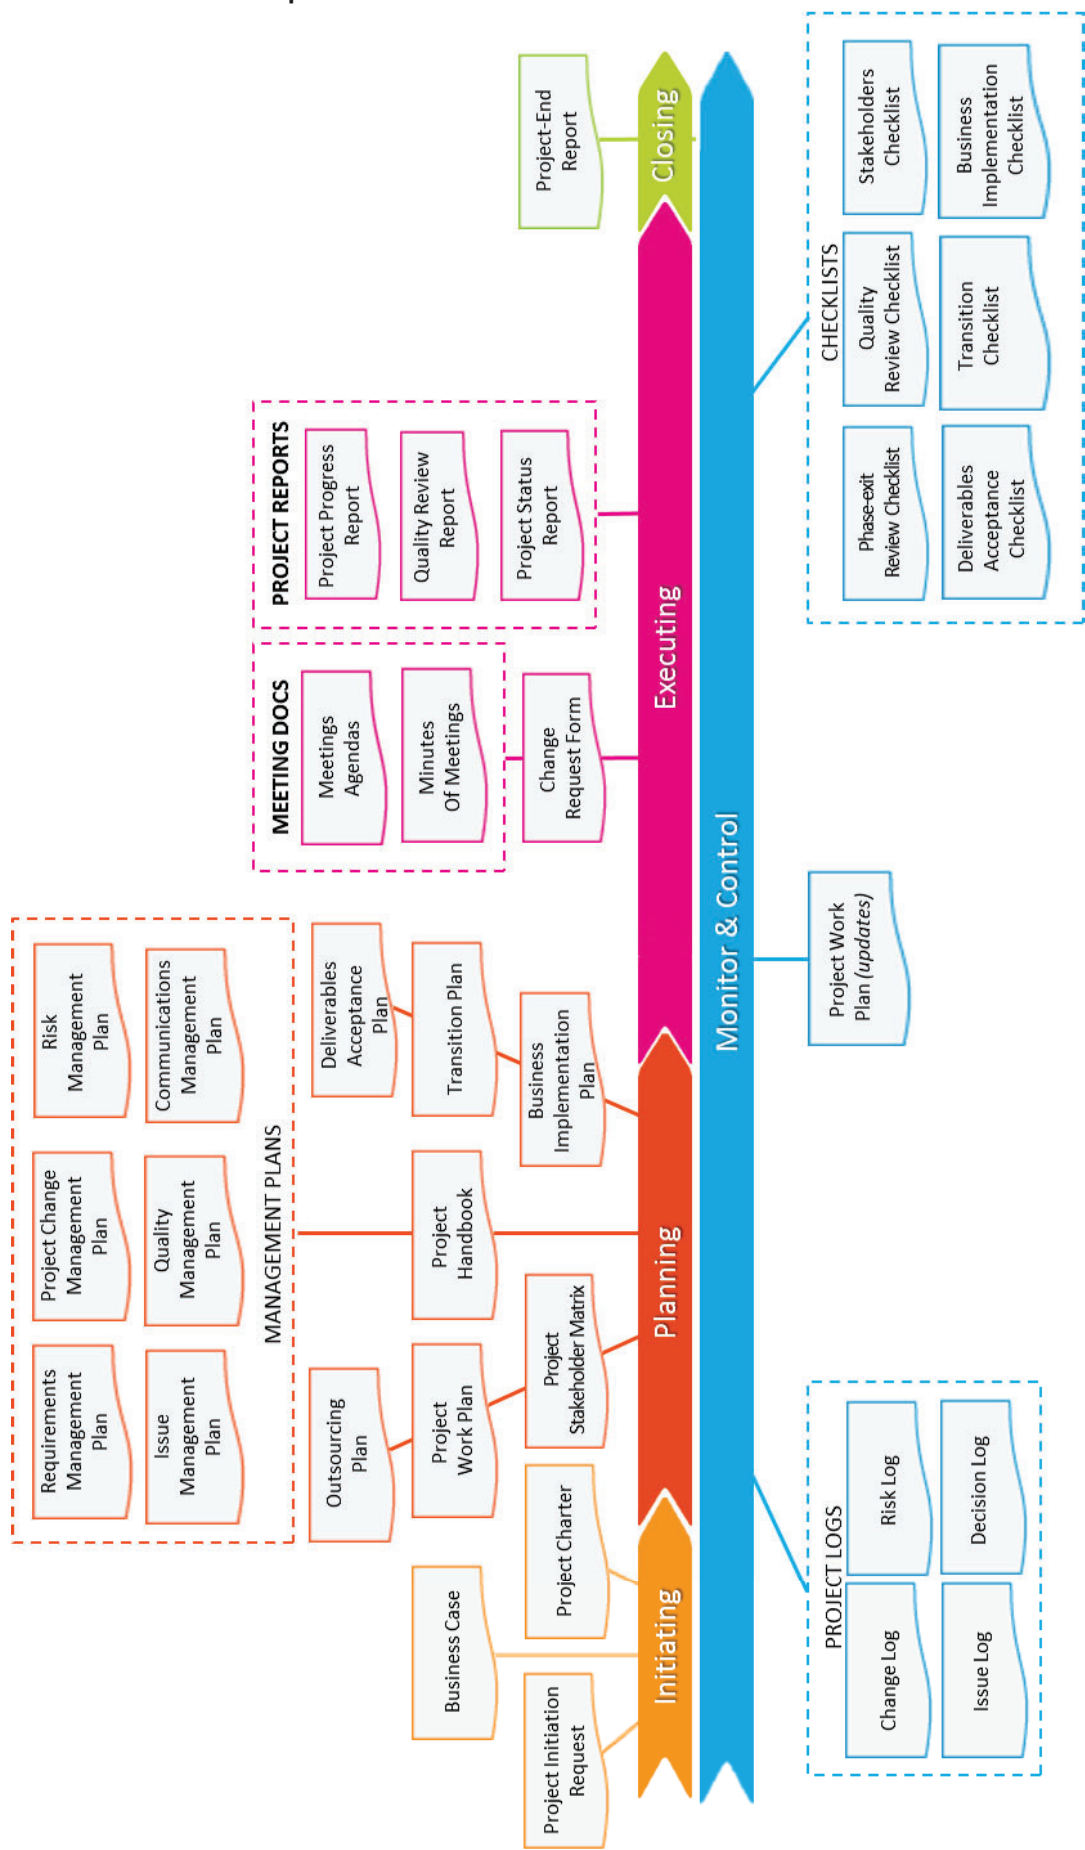 Risk
Management
Plan
Communications
Management
Plan
Project Change
Management
Plan
Quality
Management
Plan
Requirements
Management
Plan
Issue
Management
Plan
MANAGEMENT PLANS
Outsourcing
Plan
Project
Work Plan
Project
Stakeholder Matrix
Project
Handbook
Deliverables
Acceptance
Plan
Transition Plan
Business
Implementation
Plan
Business Case
Project Charter
Project Initiation
Request
MEETING DOCS
Meetings
Agendas
Minutes
Of Meetings
Change
Request Form
PROJECT REPORTS
Project Progress
Report
Quality Review
Report
Project Status
Report
Project-End
Report
Initiating
Planning
Executing
Closing
Monitor & Control
PROJECT LOGS
Change Log
Risk Log
Issue Log
Decision Log
Project Work
Plan (updates)
CHECKLISTS
Phase-exit
Review Checklist
Quality
Review Checklist
Stakeholders
Checklist
Deliverables
Acceptance
Checklist
Transition
Checklist
Business
Implementation
Checklist